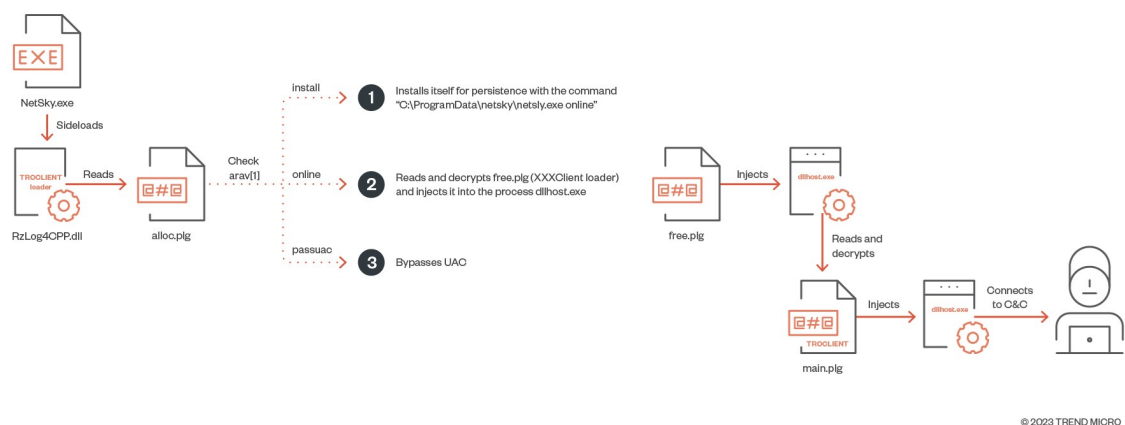 EXE
NetSky.exe
Sideloads
TROCLIENT
loader
RzLog4CPP.dll
Reads
@#@
alloc.plg
Check
arav[1]
install
1
Installs itself for persistence with the command
“C:\ProgramData\netsky\netsly.exe online”
online
2
Reads and decrypts free.plg (XXXClient loader)
and injects it into the process dllhost.exe
passuac
3
Bypasses UAC
@#@
free.plg
Injects
dllhost.exe
Reads and
decrypts
@#@
TROCLIENT
main.plg
Injects
dllhost.exe
Connects
to C&C
© 2023 TREND MICRO